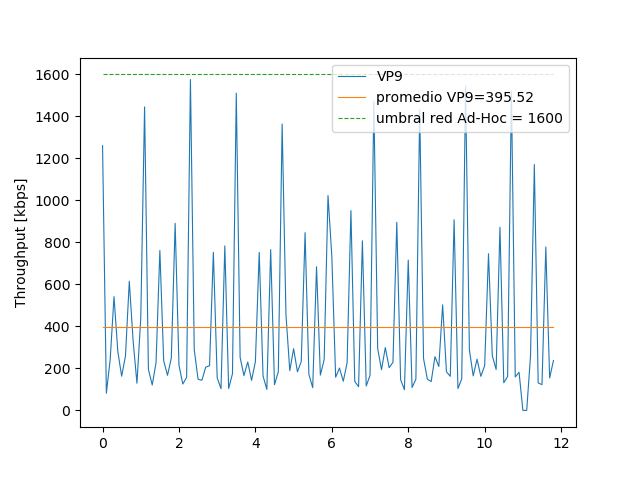 1600
1400
1200
1000
800
600
400
200
0
Throughput [kbps]
VP9
promedio VP9=395.52
umbral red Ad-Hoc = 1600
0 2 4 6 8 10 12